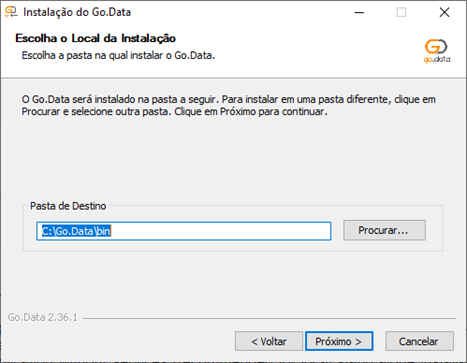 Instalação do Go.Data
Escolha o Local da Instalação
Escolha a pasta na qual instalar o Go.Data.
go.data
O Go.Data será instalado na pasta a seguir. Para instalar em uma pasta diferente, clique em
Procurar e selecione outra pasta. Clique em Próximo para continuar.
Pasta de Destino
C:\Go.Data\bin
Procurar...
Go.Data 2.36.1
< Voltar
Próximo >
Cancelar